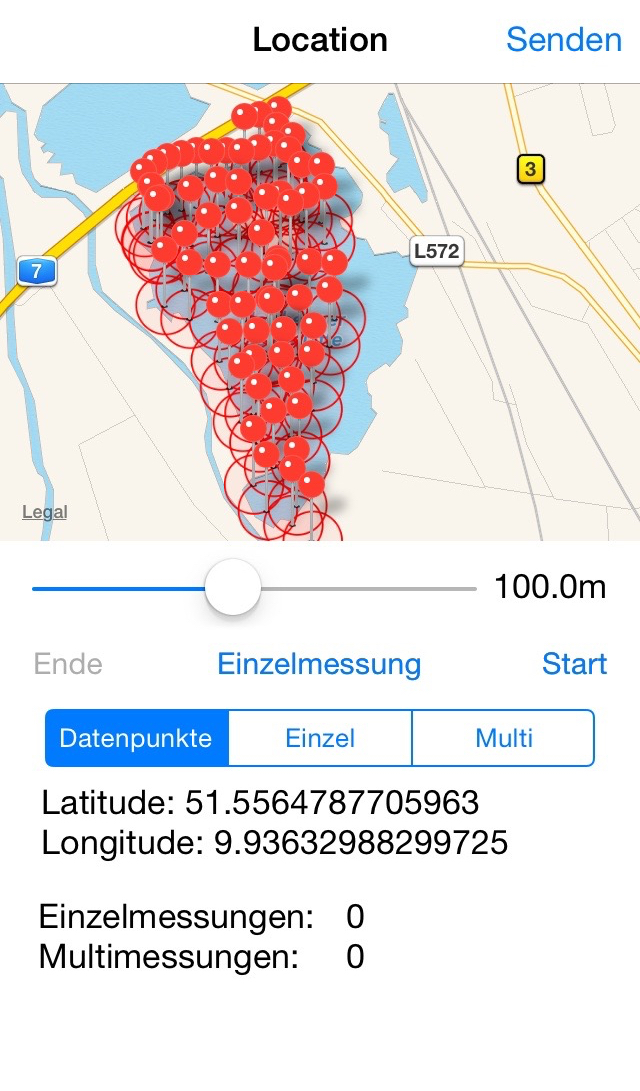 Location
Senden
3
L572
7
Legal
100.0m
Ende
Einzelmessung
Start
Datenpunkte
Einzel
Multi
Latitude: 51.5564787705963
Longitude: 9.93632988299725
Einzelmessungen: 0
Multimessungen: 0